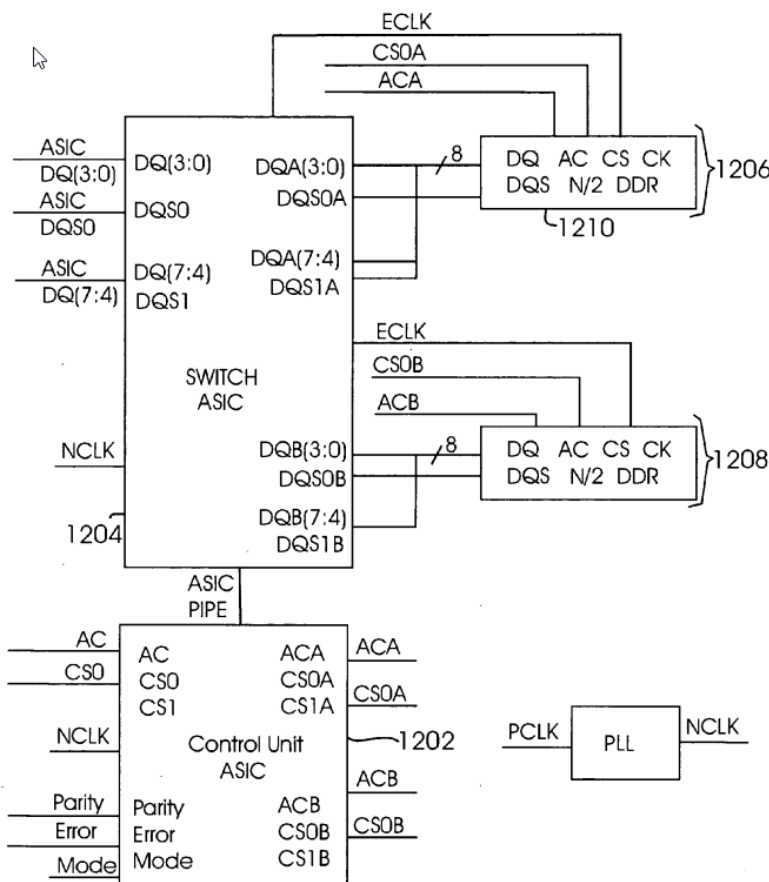 ECLK
CS0A
ACA
ASIC
DQ(3:0)
ASIC
DQS0
ASIC
DQ(7:4)
DQ(3:0)
DQS0
DQ(7:4)
DQS1
DQA(3:0)
DQS0A
DQA(7:4)
DQS1A
8
DQ AC CS CK
DQS N/2 DDR
1206
1210
SWITCH
ASIC
ECLK
CS0B
ACB
NCLK
1204
DQB(3:0)
DQS0B
DQB(7:4)
DQS1B
8
DQ AC CS CK
DQS N/2 DDR
1208
ASIC
PIPE
AC
CS0
NCLK
Parity
Error
Mode
AC
CS0
CS1
ACA
CS0A
CS1A
Control Unit
ASIC
Parity
Error
Mode
ACB
CS0B
CS1B
ACA
CS0A
1202
ACB
CS0B
PCLK
PLL
NCLK